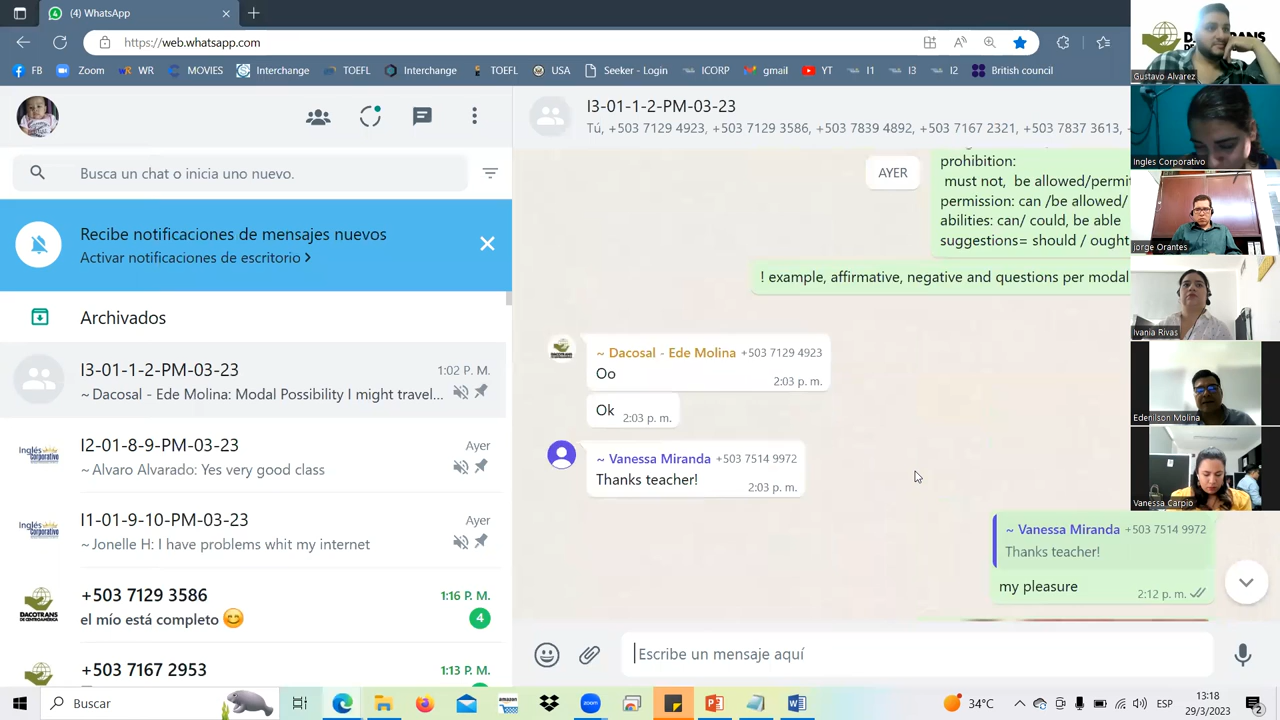 (4) WhatsApp
https://web.whatsapp.com
FB
Zoom
WR
MOVIES
Interchange
TOEFL
Interchange
TOEFL
USA
Seeker - Login
ICORP
gmail
YT
I1
I3
I2
British council
Busca un chat o inicia uno nuevo.
Recibe notificaciones de mensajes nuevos
Activar notificaciones de escritorio >
Archivados
I3-01-1-2-PM-03-23
1:02 P. M.
~ Dacosal - Ede Molina: Modal Possibility I might travel...
I2-01-8-9-PM-03-23
Ayer
~ Alvaro Alvarado: Yes very good class
I1-01-9-10-PM-03-23
Ayer
~ Jonelle H: I have problems whit my internet
+503 7129 3586
1:16 P. M.
el mío está completo 😊
4
+503 7167 2953
1:13 P. M.
I3-01-1-2-PM-03-23
Tú, +503 7129 4923, +503 7129 3586, +503 7839 4892, +503 7167 2321, +503 7837 3613,
AYER
prohibition:
must not, be allowed/permit
permission: can /be allowed/
abilities: can/ could, be able
suggestions= should / ought
! example, affirmative, negative and questions per modal
~ Dacosal - Ede Molina +503 7129 4923
Oo
2:03 p. m.
Ok
2:03 p. m.
~ Vanessa Miranda +503 7514 9972
Thanks teacher!
2:03 p. m.
~ Vanessa Miranda +503 7514 9972
Thanks teacher!
my pleasure
2:12 p. m.
Escribe un mensaje aquí
Gustavo Alvarez
Ingles Corporativo
Jorge Orantes
Ivania Rivas
Edenilson Molina
Vanessa Carpio
Inglés
Corporativo
Inglés
Corporativo
DACOTRANS
DE CENTROAMÉRICA
Buscar
amazon
zoom
34°C
ESP
13:18
29/3/2023
2